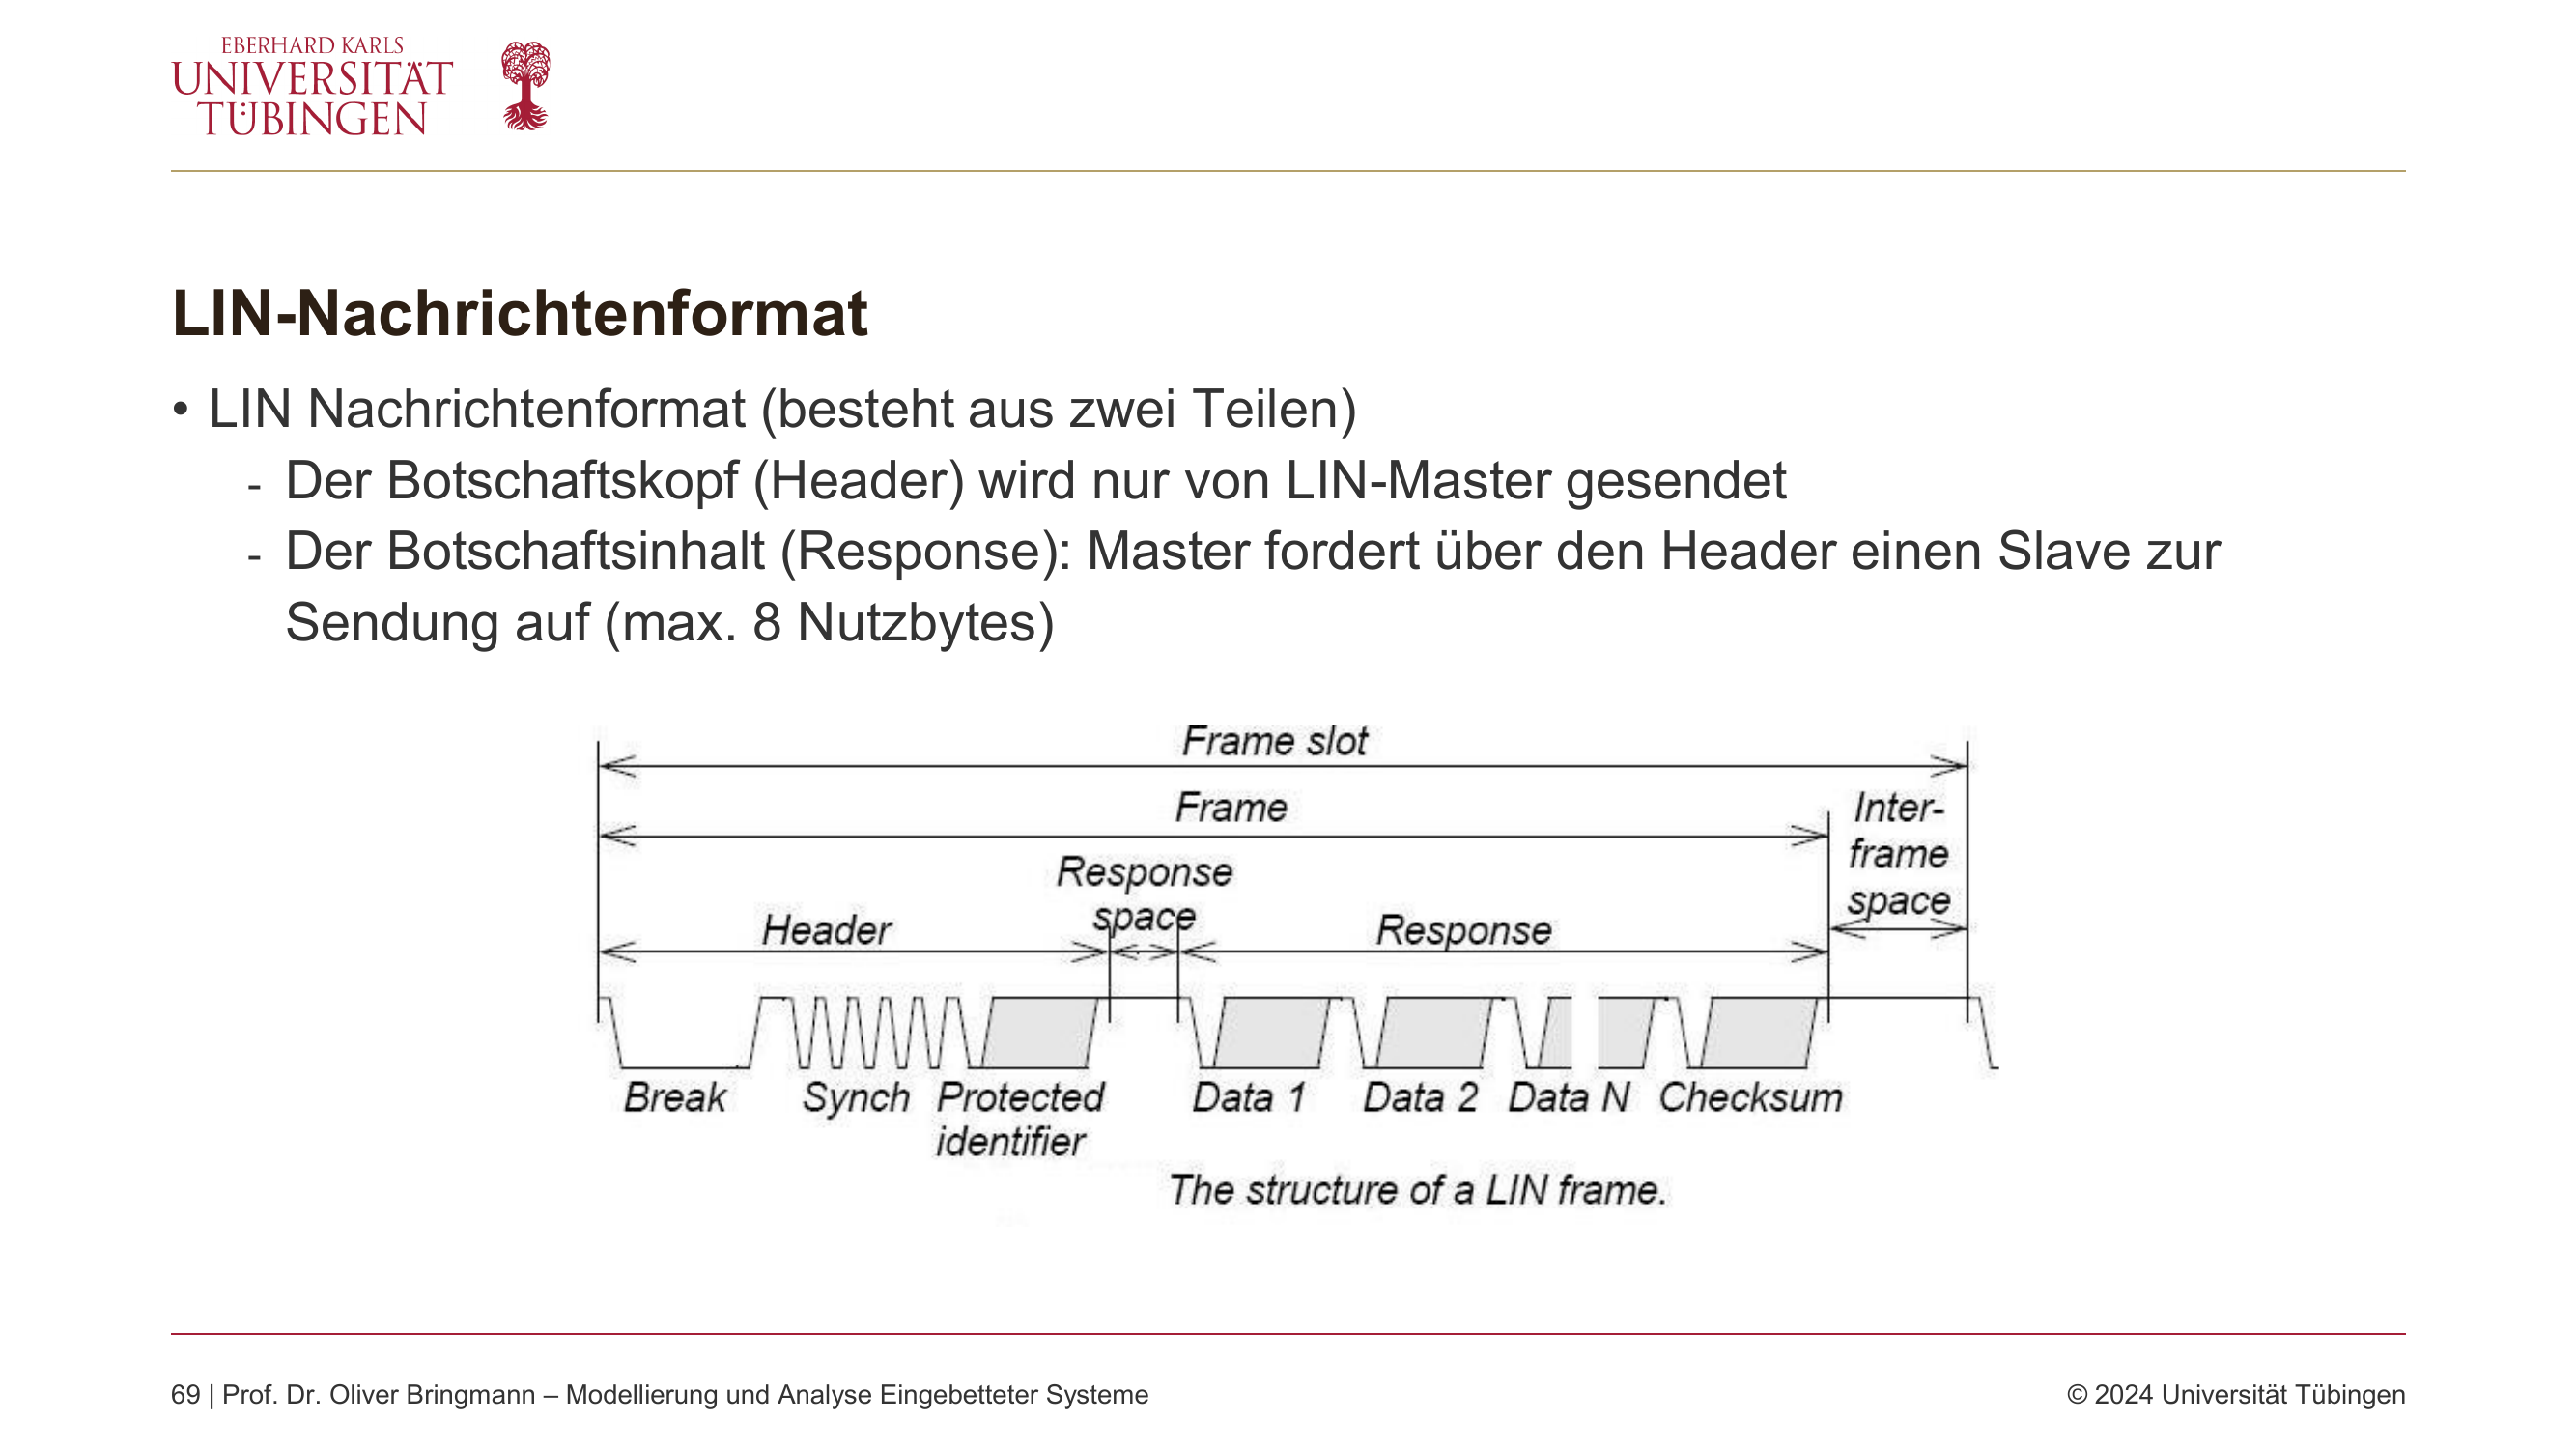 EBERHARD KARLS
UNIVERSITÄT
TÜBINGEN
LIN-Nachrichtenformat
• LIN Nachrichtenformat (besteht aus zwei Teilen)
- Der Botschaftskopf (Header) wird nur von LIN-Master gesendet
- Der Botschaftsinhalt (Response): Master fordert über den Header einen Slave zur
Sendung auf (max. 8 Nutzbytes)
Frame slot
Frame
Inter-
frame
space
Response
space
Header
Response
Break
Synch
Protected
identifier
Data 1
Data 2
Data N
Checksum
The structure of a LIN frame.
69 | Prof. Dr. Oliver Bringmann – Modellierung und Analyse Eingebetteter Systeme
© 2024 Universität Tübingen